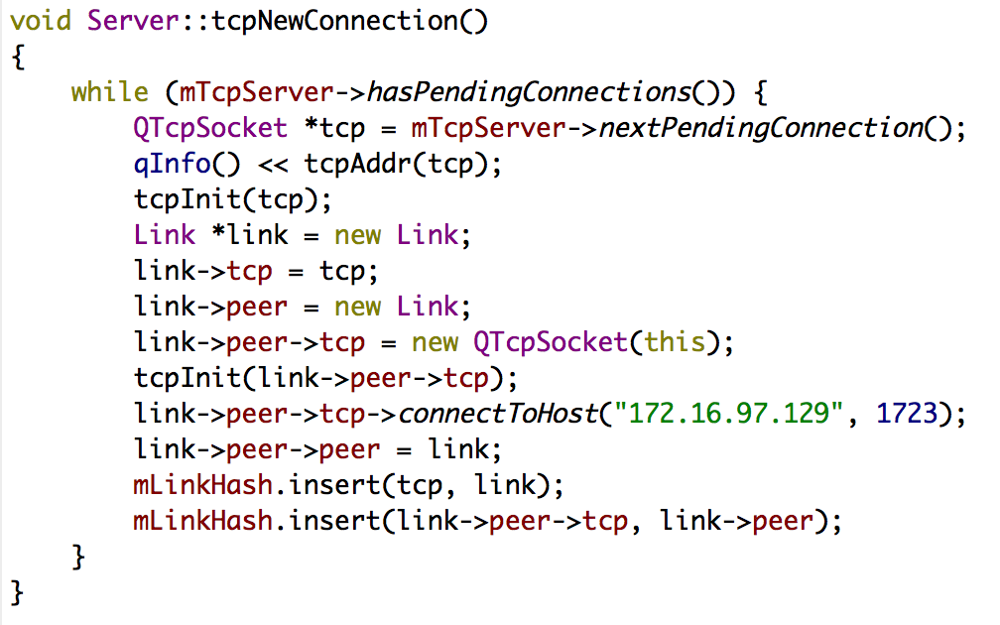 void Server::tcpNewConnection()
{
    while (mTcpServer->hasPendingConnections()) {
        QTcpSocket *tcp = mTcpServer->nextPendingConnection();
        qInfo() << tcpAddr(tcp);
        tcpInit(tcp);
        Link *link = new Link;
        link->tcp = tcp;
        link->peer = new Link;
        link->peer->tcp = new QTcpSocket(this);
        tcpInit(link->peer->tcp);
        link->peer->tcp->connectToHost("172.16.97.129", 1723);
        link->peer->peer = link;
        mLinkHash.insert(tcp, link);
        mLinkHash.insert(link->peer->tcp, link->peer);
    }
}